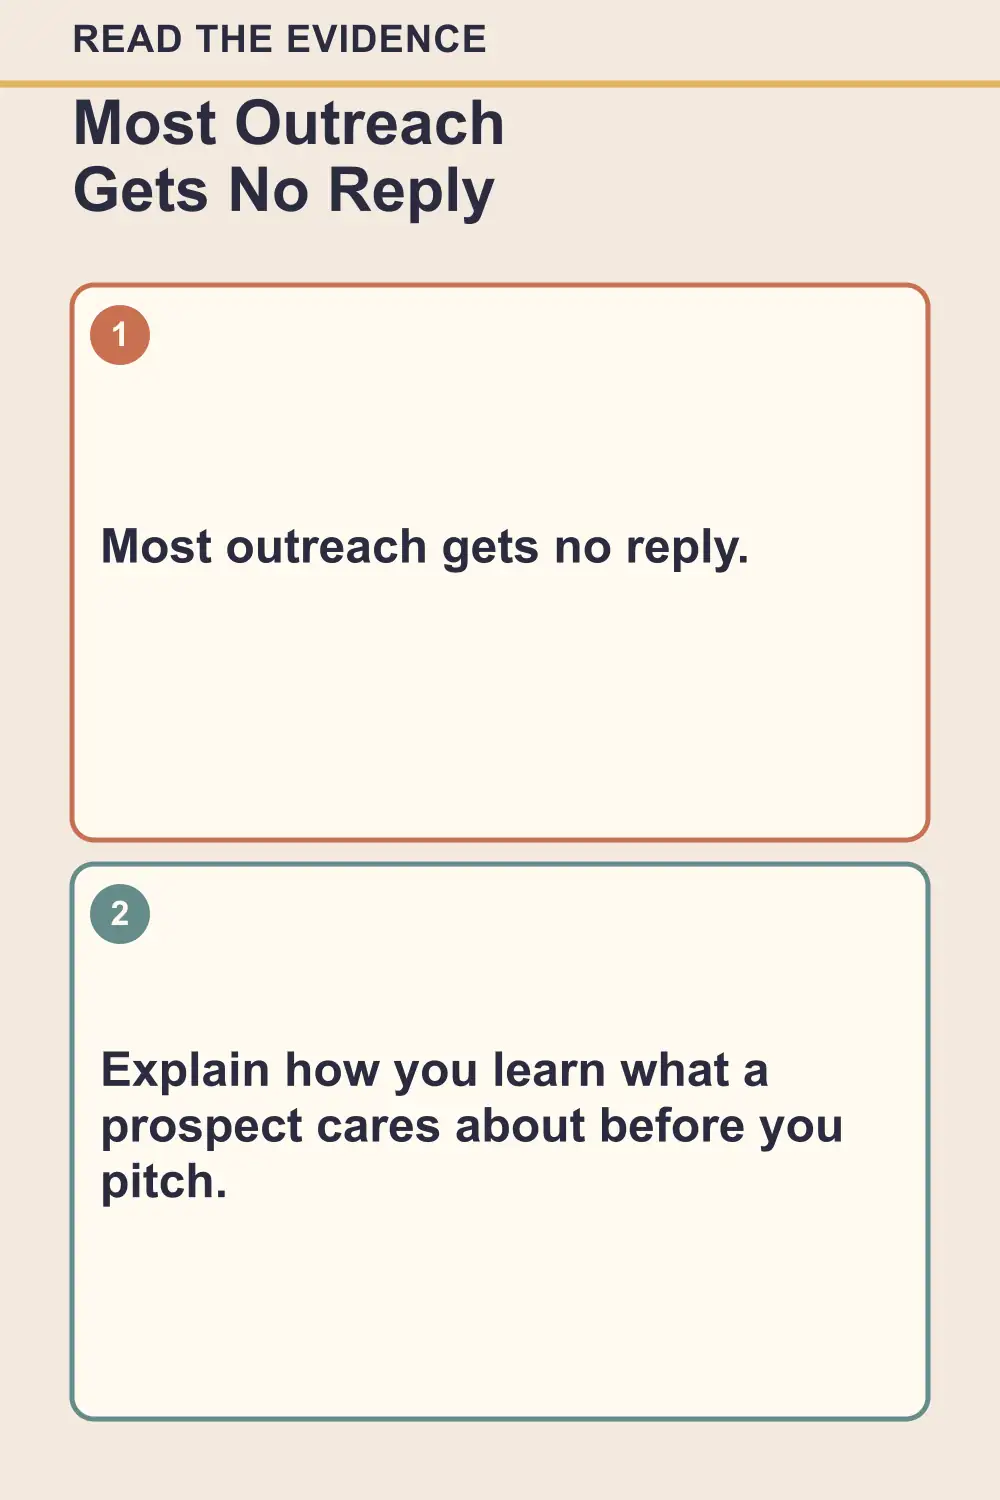 READ THE EVIDENCE
Most Outreach
Gets No Reply
1
Most outreach gets no reply.
2
Explain how you learn what a
prospect cares about before you
pitch.